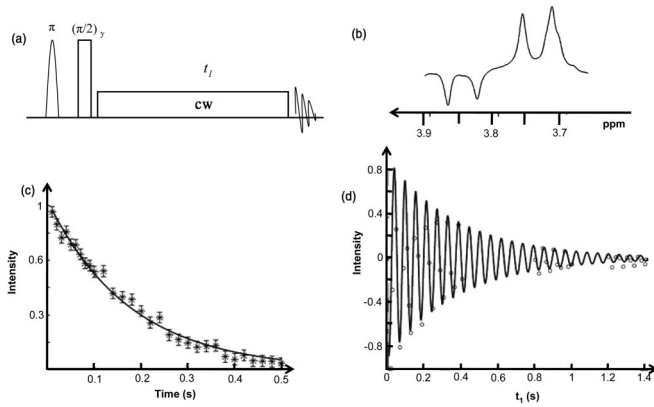 (a)
π
(π/2) y
t1
cw
(b)
3.9
3.8
3.7
ppm
(c)
Intensity
1
0.6
0.3
0.1
0.2
0.3
0.4
0.5
Time (s)
(d)
Intensity
0.8
0.4
0
-0.4
-0.8
0
0.2
0.4
0.6
0.8
1
1.2
1.4
t1 (s)